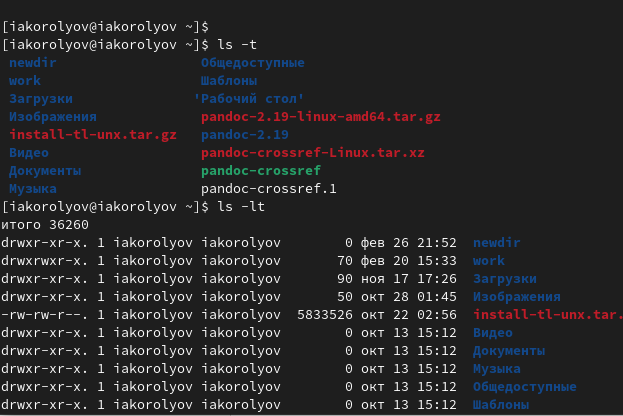 [iakorolyov@iakorolyov ~]$
[iakorolyov@iakorolyov ~]$ ls -t
newdir Общедоступные
work Шаблоны
Загрузки 'Рабочий стол'
Изображения pandoc-2.19-linux-amd64.tar.gz
install-tl-unx.tar.gz pandoc-2.19
Видео pandoc-crossref-Linux.tar.xz
Документы pandoc-crossref
Музыка pandoc-crossref.1
[iakorolyov@iakorolyov ~]$ ls -lt
итого 36260
drwxr-xr-x. 1 iakorolyov iakorolyov 0 фев 26 21:52 newdir
drwxrwxr-x. 1 iakorolyov iakorolyov 70 фев 20 15:33 work
drwxr-xr-x. 1 iakorolyov iakorolyov 90 ноя 17 17:26 Загрузки
drwxr-xr-x. 1 iakorolyov iakorolyov 50 окт 28 01:45 Изображения
-rw-rw-r--. 1 iakorolyov iakorolyov 5833526 окт 22 02:56 install-tl-unx.tar.
drwxr-xr-x. 1 iakorolyov iakorolyov 0 окт 13 15:12 Видео
drwxr-xr-x. 1 iakorolyov iakorolyov 0 окт 13 15:12 Документы
drwxr-xr-x. 1 iakorolyov iakorolyov 0 окт 13 15:12 Музыка
drwxr-xr-x. 1 iakorolyov iakorolyov 0 окт 13 15:12 Общедоступные
drwxr-xr-x. 1 iakorolyov iakorolyov 0 окт 13 15:12 Шаблоны